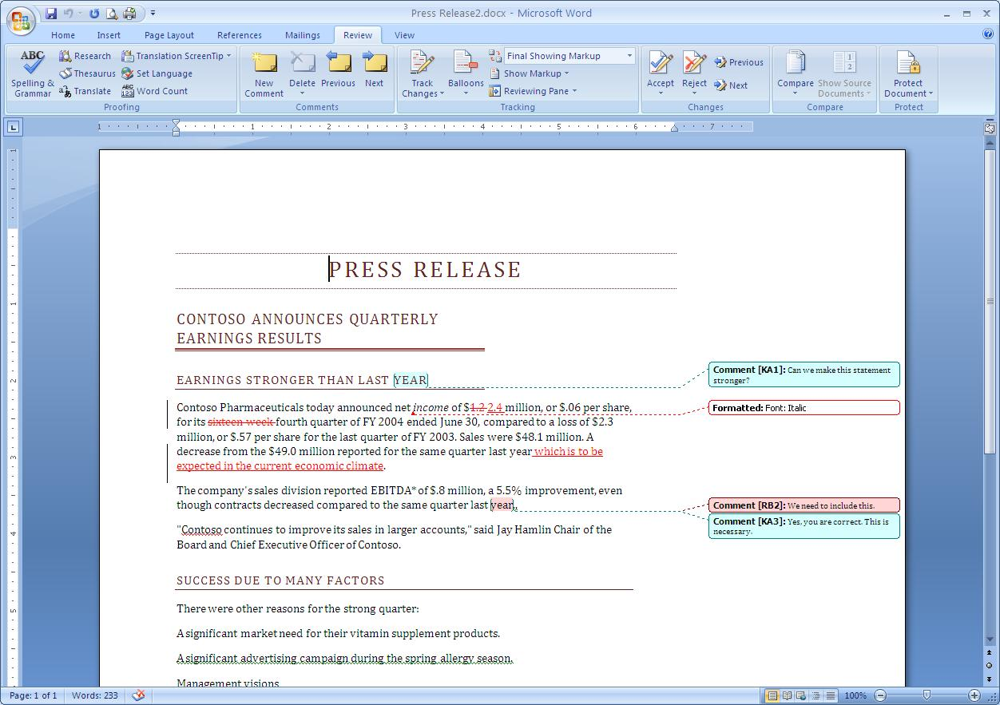 Press Release2.docx - Microsoft Word
Home Insert Page Layout References Mailings Review View
ABC Research Translation ScreenTip Final Showing Markup Previous
Thesaurus Set Language Show Markup
Spelling & Grammar Translate ABC 123 Word Count New Comment Delete Previous Next Track Changes Balloons Reviewing Pane Accept Reject Next Compare Show Source Documents Protect Document
Proofing Comments Tracking Changes Compare Protect
1 1 2 3 4 5 6 7
PRESS RELEASE
CONTOSO ANNOUNCES QUARTERLY
EARNINGS RESULTS
EARNINGS STRONGER THAN LAST YEAR
Comment [KA1]: Can we make this statement
stronger?
Contoso Pharmaceuticals today announced net income of $1.2 2.4 million, or $.06 per share,
Formatted: Font: Italic
for its sixteen week fourth quarter of FY 2004 ended June 30, compared to a loss of $2.3
million, or $.57 per share for the last quarter of FY 2003. Sales were $48.1 million. A
decrease from the $49.0 million reported for the same quarter last year which is to be
expected in the current economic climate.
The company's sales division reported EBITDA* of $.8 million, a 5.5% improvement, even
though contracts decreased compared to the same quarter last year..
Comment [RB2]: We need to include this.
Comment [KA3]: Yes, you are correct. This is
necessary.
"Contoso continues to improve its sales in larger accounts," said Jay Hamlin Chair of the
Board and Chief Executive Officer of Contoso.
SUCCESS DUE TO MANY FACTORS
There were other reasons for the strong quarter:
A significant market need for their vitamin supplement products.
A significant advertising campaign during the spring allergy season.
Management visions
Page: 1 of 1 Words: 233 100%